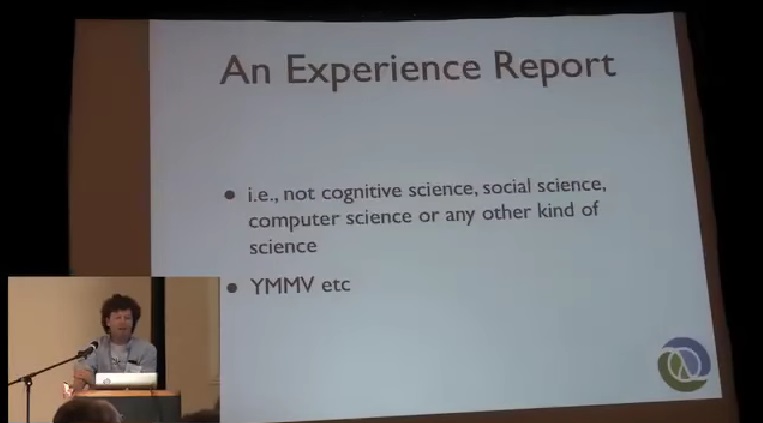 An Experience Report
• i.e., not cognitive science, social science,
computer science or any other kind of
science
• YMMV etc